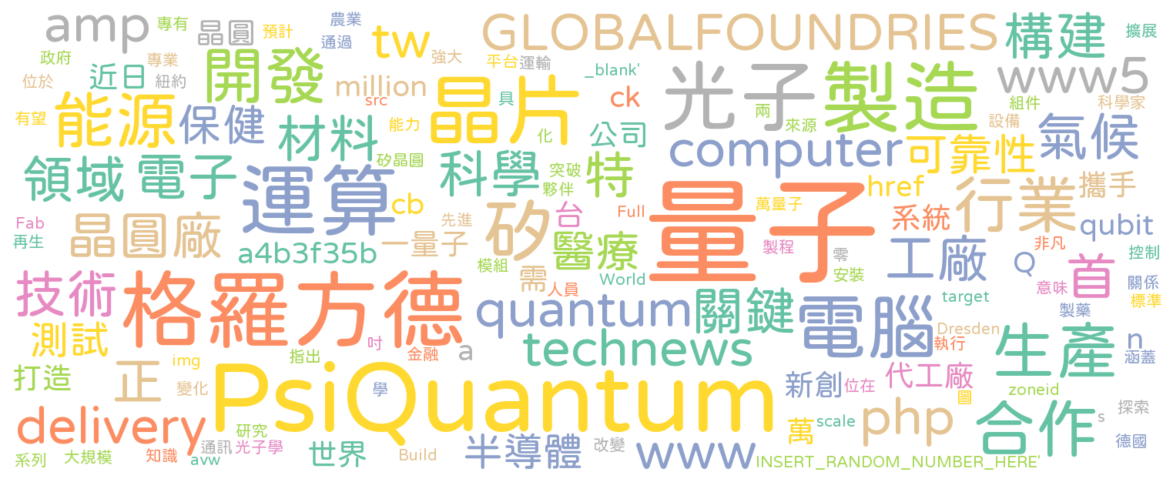 amp 專有 晶圓 預計 農業 通過 tw 強大 GLOBALFOUNDRIES 構建 擴展
政府 近日 專業 紐約 開發 million 平台 運輸 _blank' 光子 製造 www5
位於 src 晶片 具 ck 兩 組件 科學家
有望 能源 保健 材料 能力 化 公司 來源 computer 設備 可靠性 氣候
領域 電子 運算 矽晶圓 科學 突破 夥伴 特 量子 萬量子 href 行業 攜手
Fab 再生 晶圓廠 cb 先進 一量子 矽 台 Full 系統 qubit
a4b3f35b 模組 需 醫療 製程 零 安裝 工廠 非凡 Q 首 控制
技術 格羅方德 人員 World target 意味 關係 標準
測試 quantum 關鍵 電腦 製藥 Dresden 執行 生產 n 涵蓋
img 指出 吋 金融 a technews
打造 正 變化 PsiQuantum 學 新創 位在 代工廠 zoneid
圖
delivery 通訊 光子學 研究 萬 scale php 合作 s 探索
系列 大規模 知識 avw 世界 Build 半導體 改變 www INSERT_RANDOM_NUMBER_HERE' 德國